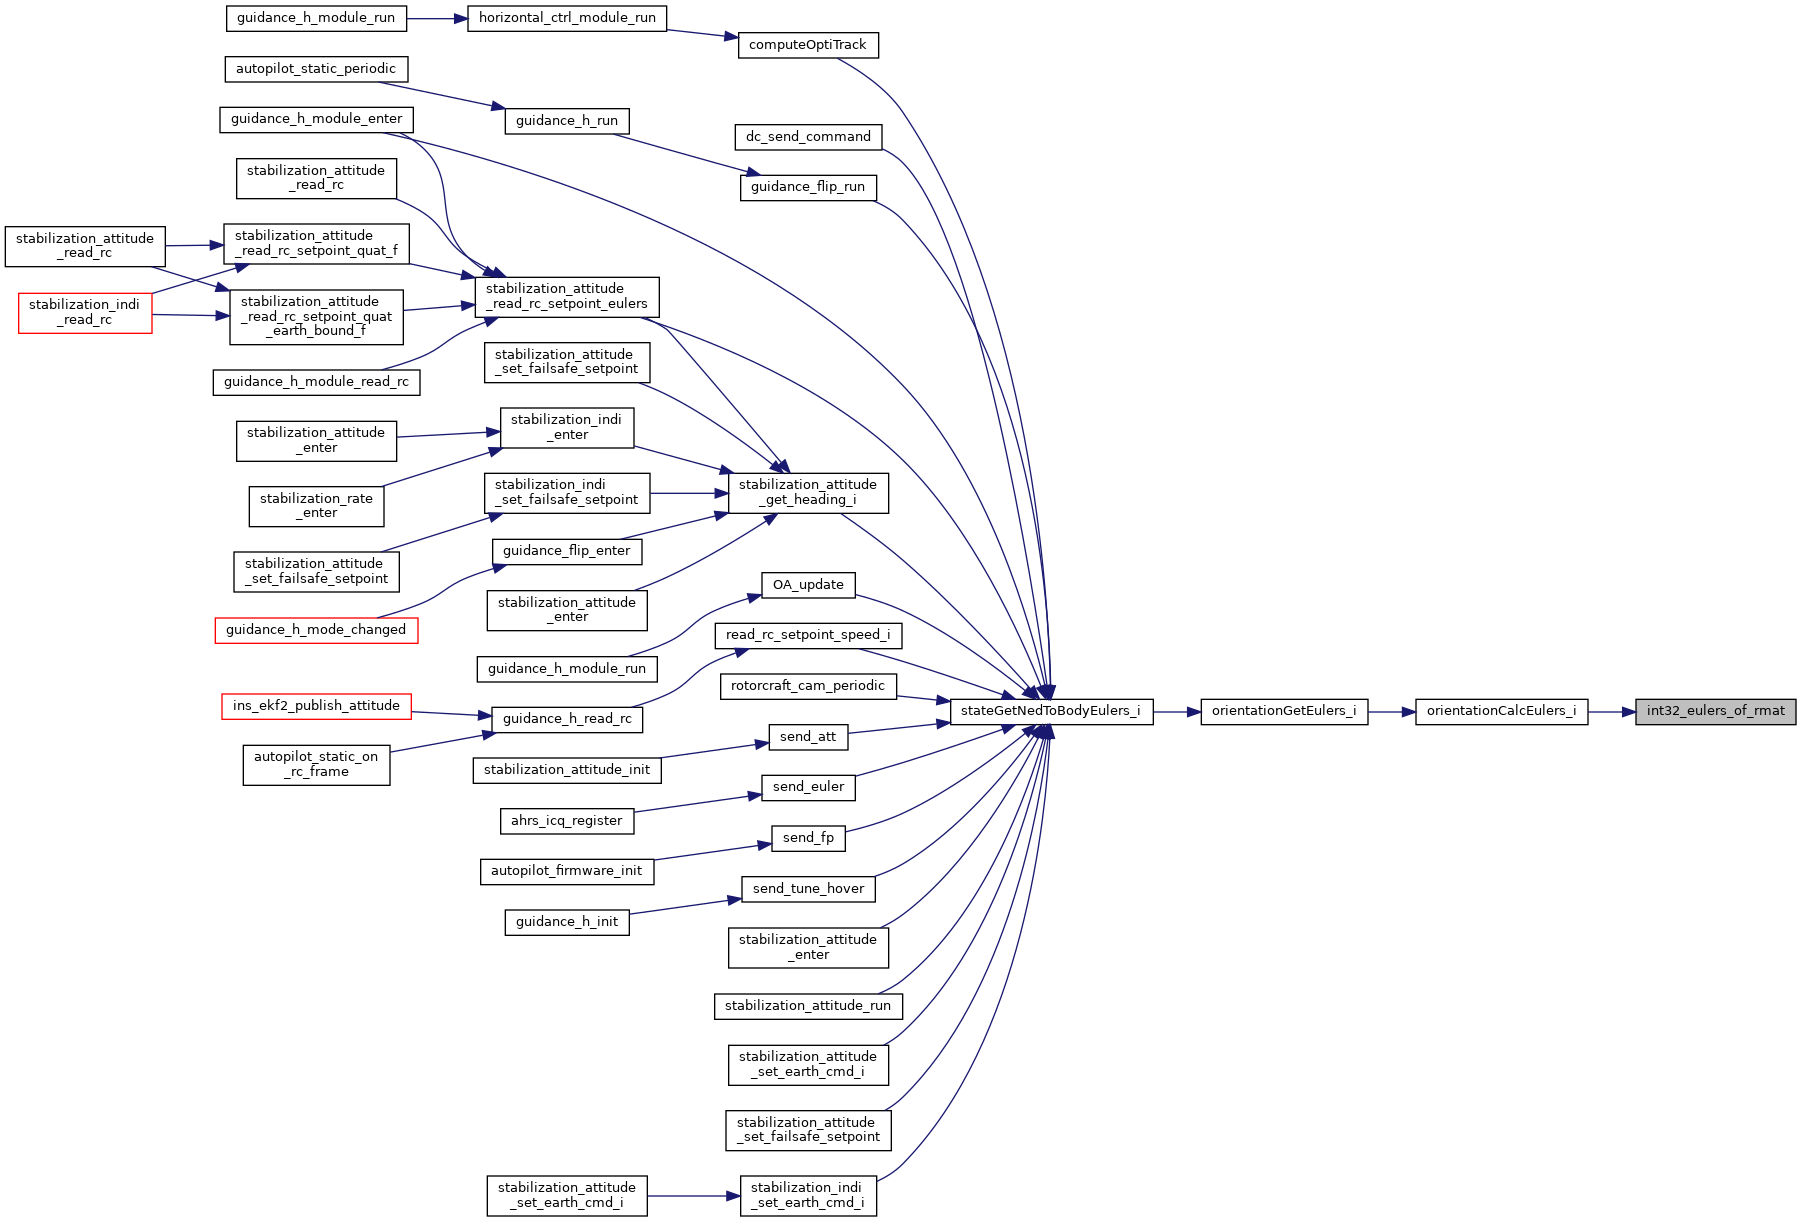 guidance_h_module_run
horizontal_ctrl_module_run
computeOptiTrack
autopilot_static_periodic
guidance_h_module_enter
guidance_h_run
dc_send_command
guidance_flip_run
stabilization_attitude
_read_rc
stabilization_attitude
_read_rc
stabilization_attitude
_read_rc_setpoint_quat_f
stabilization_indi
_read_rc
stabilization_attitude
_read_rc_setpoint_quat
_earth_bound_f
stabilization_attitude
_read_rc_setpoint_eulers
guidance_h_module_read_rc
stabilization_attitude
_set_failsafe_setpoint
stabilization_attitude
_enter
stabilization_indi
_enter
stabilization_rate
_enter
stabilization_indi
_set_failsafe_setpoint
stabilization_attitude
_get_heading_i
stabilization_attitude
_set_failsafe_setpoint
guidance_flip_enter
guidance_h_mode_changed
stabilization_attitude
_enter
OA_update
guidance_h_module_run
read_rc_setpoint_speed_i
rotorcraft_cam_periodic
ins_ekf2_publish_attitude
guidance_h_read_rc
autopilot_static_on
_rc_frame
stateGetNedToBodyEulers_i
orientationGetEulers_i
orientationCalcEulers_i
int32_eulers_of_rmat
send_att
stabilization_attitude_init
send_euler
ahrs_icq_register
send_fp
autopilot_firmware_init
send_tune_hover
guidance_h_init
stabilization_attitude
_enter
stabilization_attitude_run
stabilization_attitude
_set_earth_cmd_i
stabilization_attitude
_set_failsafe_setpoint
stabilization_attitude
_set_earth_cmd_i
stabilization_indi
_set_earth_cmd_i